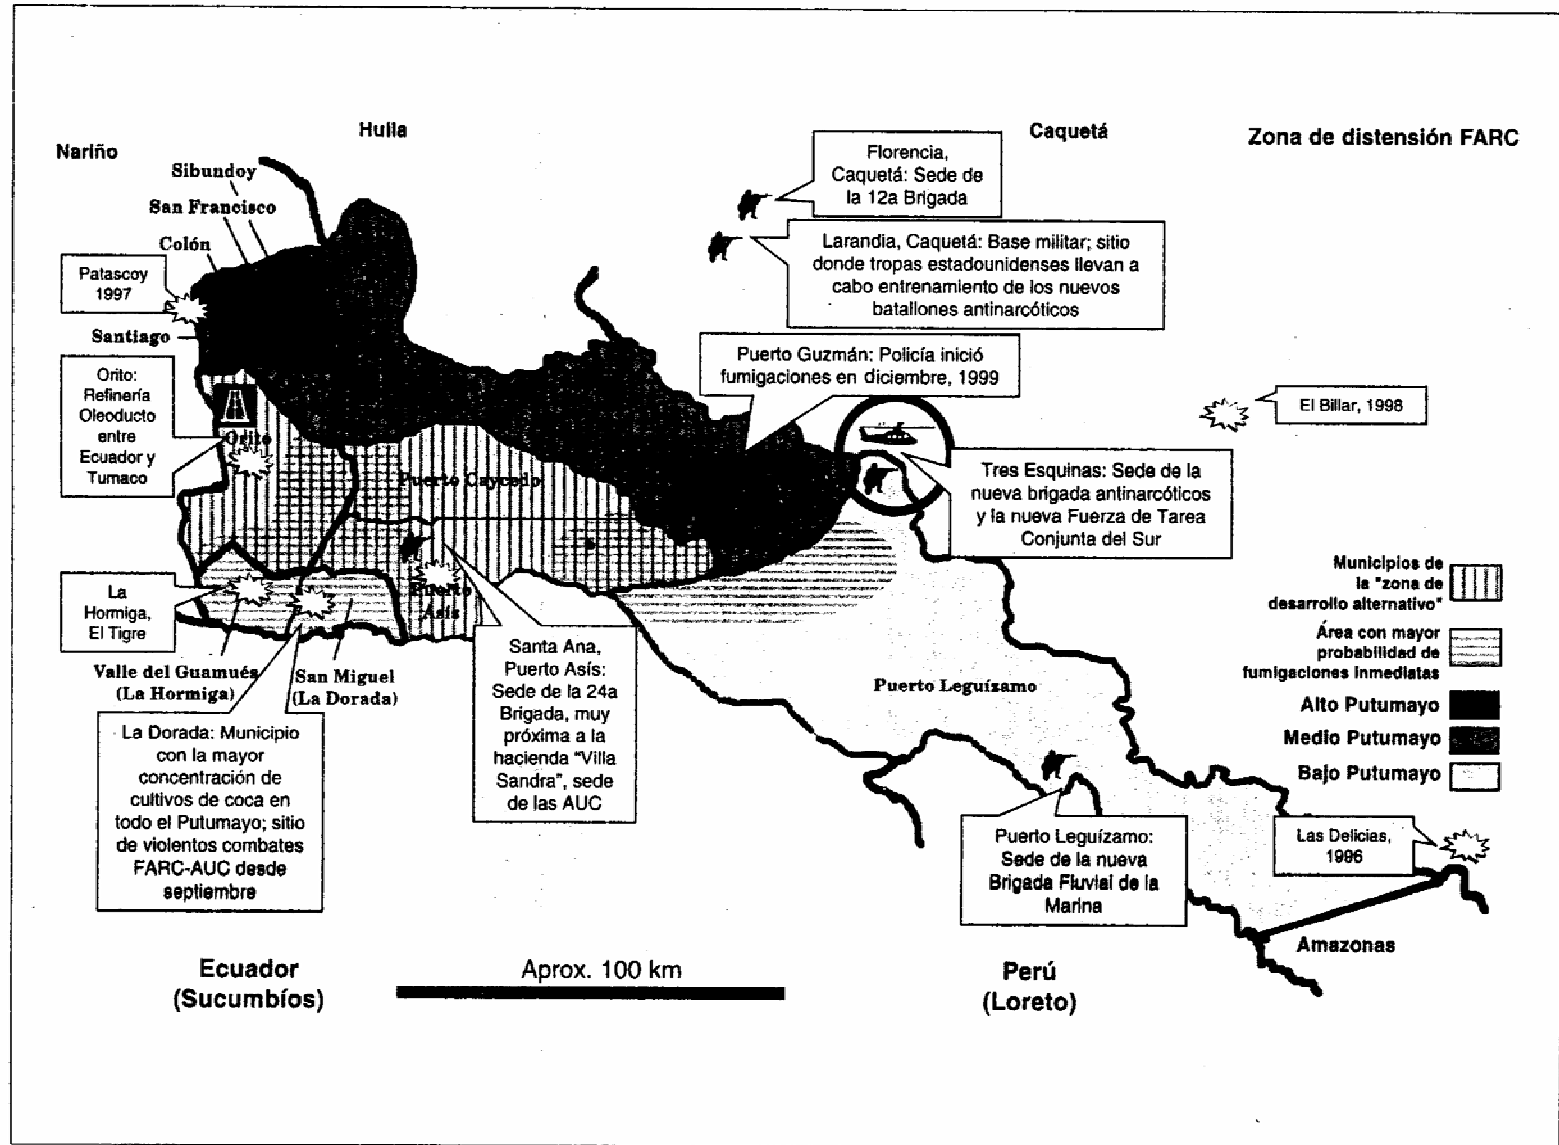 Hulla
Caquetá
Zona de distensión FARC
Nariño
Sibundoy
San Francisco
Colón
Patascoy
1997
Santiago
Florencia,
Caquetá: Sede de
la 12a Brigada
Larandia, Caquetá: Base militar; sitio
donde tropas estadounidenses llevan a
cabo entrenamiento de los nuevos
batallones antinarcóticos
Puerto Guzmán: Policía inició
fumigaciones en diciembre, 1999
El Billar, 1998
Orito:
Refinería
Oleoducto
entre
Ecuador y
Tumaco
Orito
Puerto Caycedo
Tres Esquinas: Sede de la
nueva brigada antinarcóticos
y la nueva Fuerza de Tarea
Conjunta del Sur
La
Hormiga,
El Tigre
Puerto
Asís
Valle del Guamués
(La Hormiga)
San Miguel
(La Dorada)
Santa Ana,
Puerto Asís:
Sede de la 24a
Brigada, muy
próxima a la
hacienda "Villa
Sandra", sede
de las AUC
La Dorada: Municipio
con la mayor
concentración de
cultivos de coca en
todo el Putumayo; sitio
de violentos combates
FARC-AUC desde
septiembre
Puerto Leguízamo
Municipios de
la "zona de
desarrollo alternativo"
Área con mayor
probabilidad de
fumigaciones inmediatas
Alto Putumayo
Medio Putumayo
Bajo Putumayo
Puerto Leguízamo:
Sede de la nueva
Brigada Fluvial de la
Marina
Las Delicias,
1996
Amazonas
Ecuador
(Sucumbíos)
Aprox. 100 km
Perú
(Loreto)